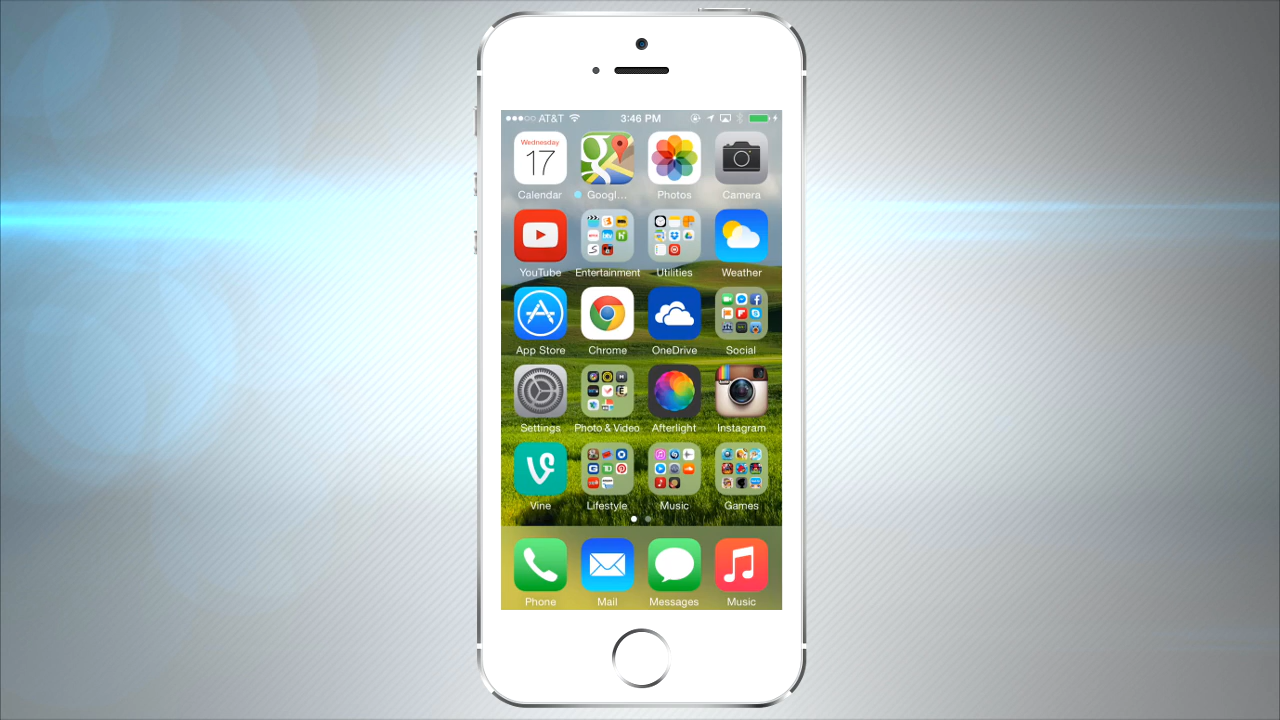 AT&T 3:46 PM
Wednesday
17
Calendar Googl... Photos Camera
YouTube Entertainment Utilities Weather
App Store Chrome OneDrive Social
Settings Photo & Video Afterlight Instagram
Vine Lifestyle Music Games
Phone Mail Messages Music